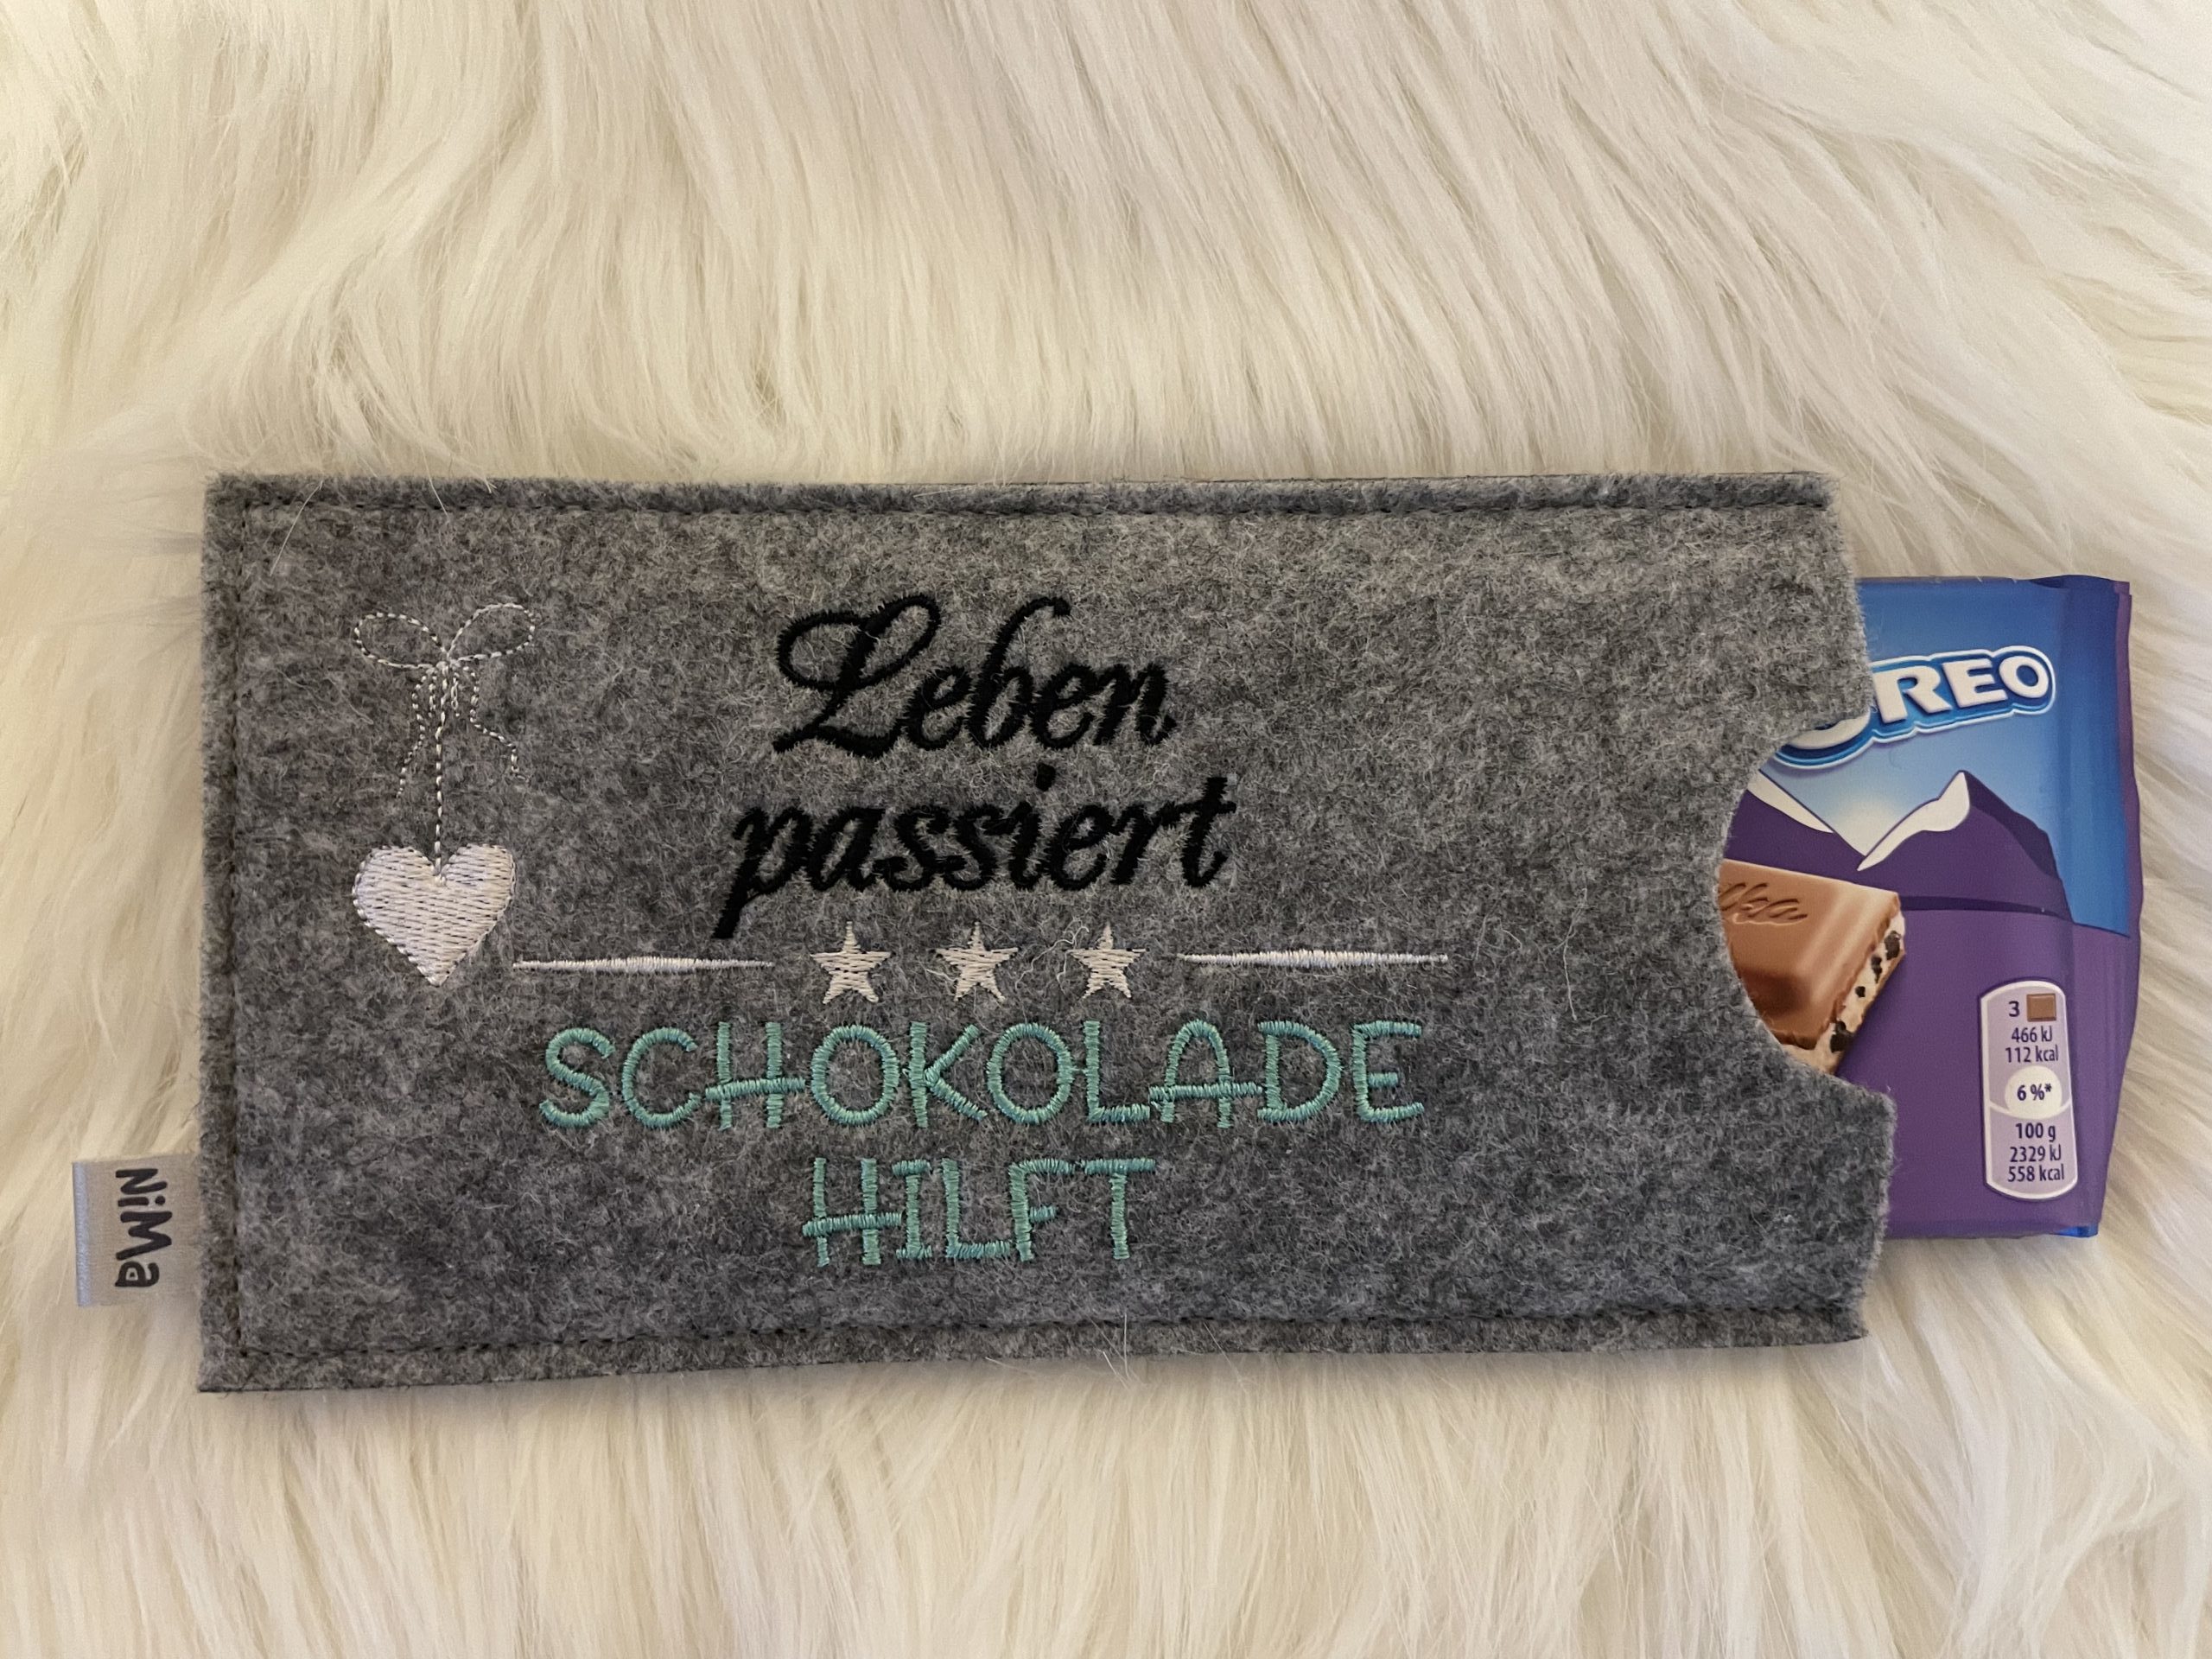 Leben
passiert
SCHOKOLADE
HILFT
NiMa
OREO
3
466 kJ
112 kcal
6 %*
100 g
2329 kJ
558 kcal